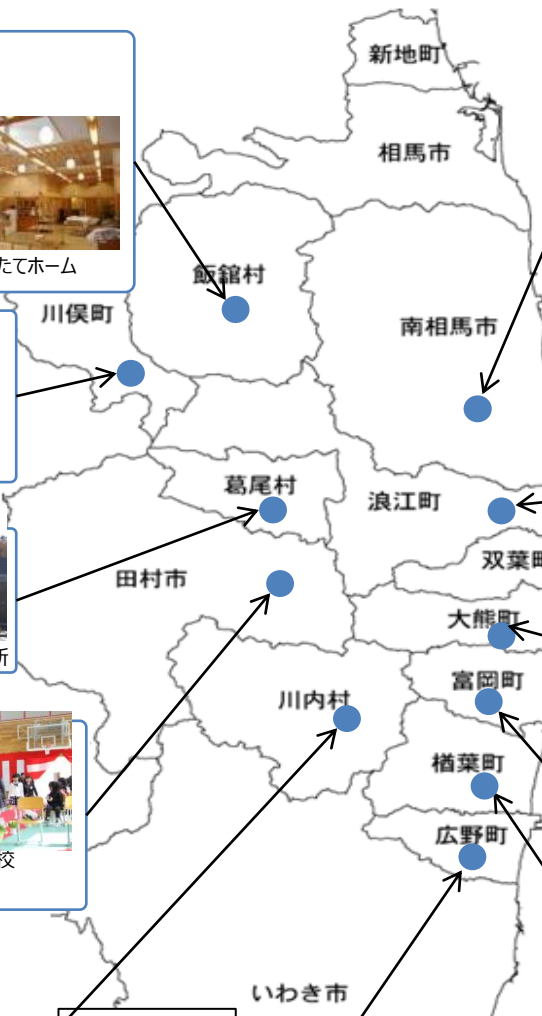 新地町
相馬市
たてホーム
飯舘村
川俣町
南相馬市
葛尾村
浪江町
双葉町
田村市
大熊町
所
川内村
富岡町
楢葉町
広野町
校
いわき市